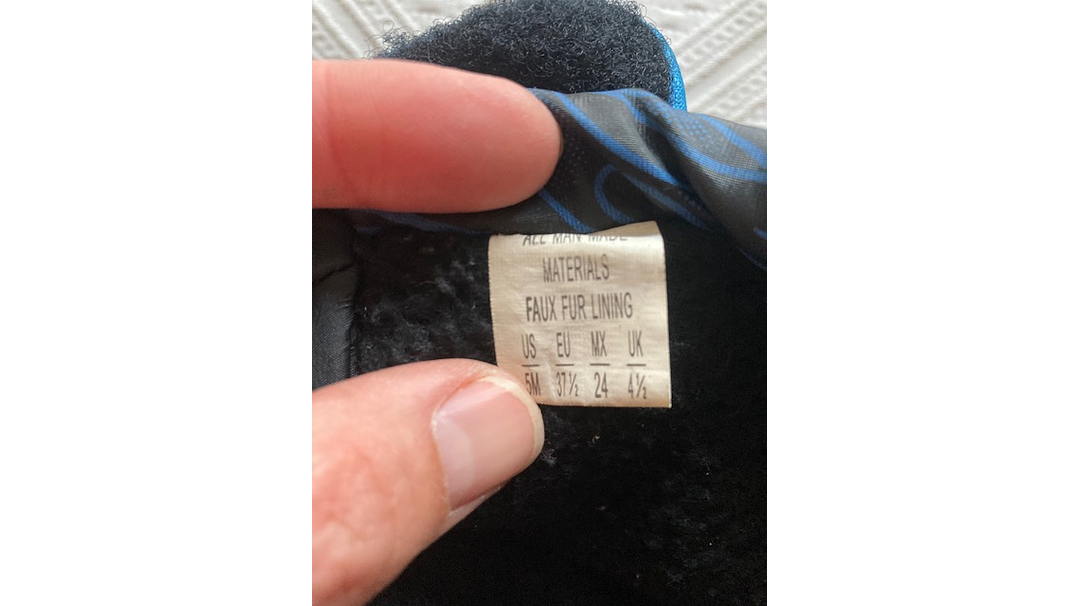 ALL MAN MADE
MATERIALS
FAUX FUR LINING
US EU MX UK
5M 37½ 24 4½